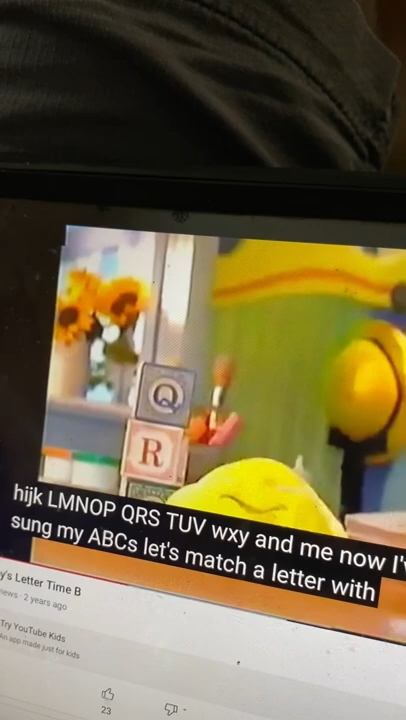 Q
R
hijk LMNOP QRS TUV wxy and me now I'v
sung my ABCs let's match a letter with
y's Letter Time B
iews · 2 years ago
Try YouTube Kids
An app made just for kids
23